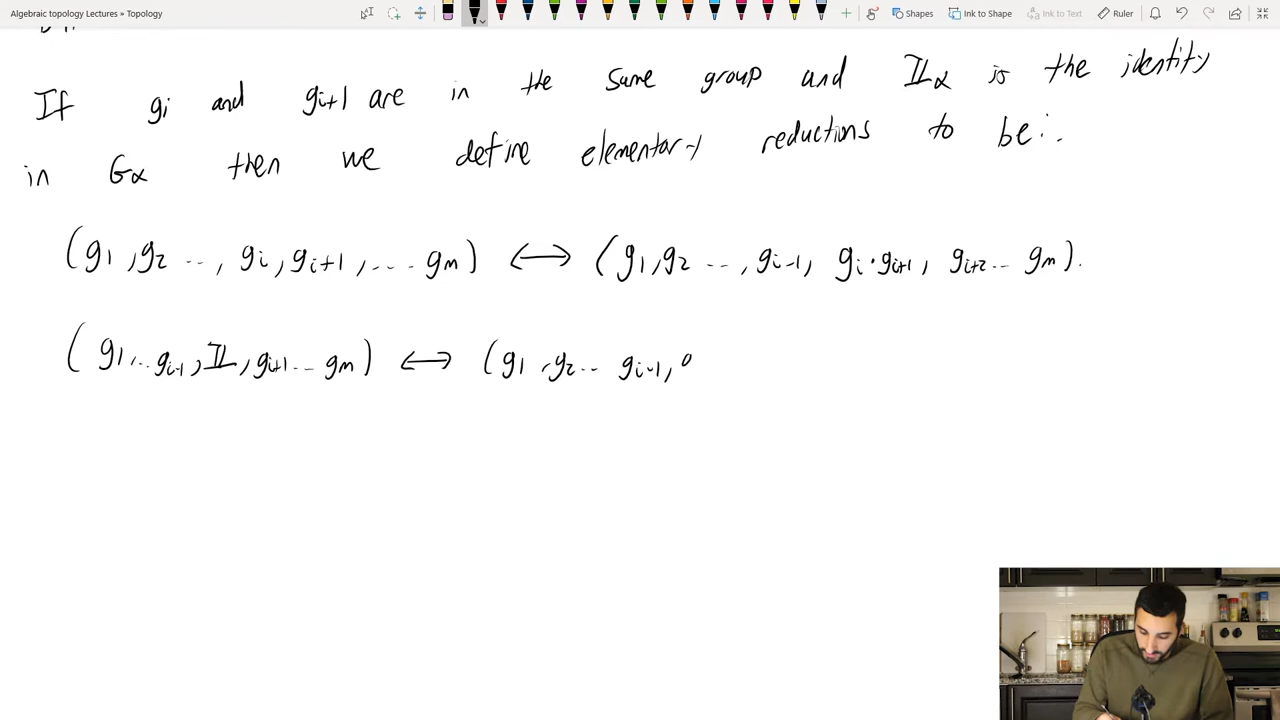 Algebraic topology Lectures » Topology
Shapes Ink to Shape Ink to Text Ruler
If gi and gi+1 are in the same group and 1α is the identity
in Gα then we define elementary reductions to be:
(g1, g2 ..., gi, gi+1, ... gm) ⟷ (g1, g2 ..., gi-1, gi·gi+1, gi+2... gm).
(g1, ... gi-1, 1, gi+1 ... gm) ⟷ (g1, g2... gi-1,